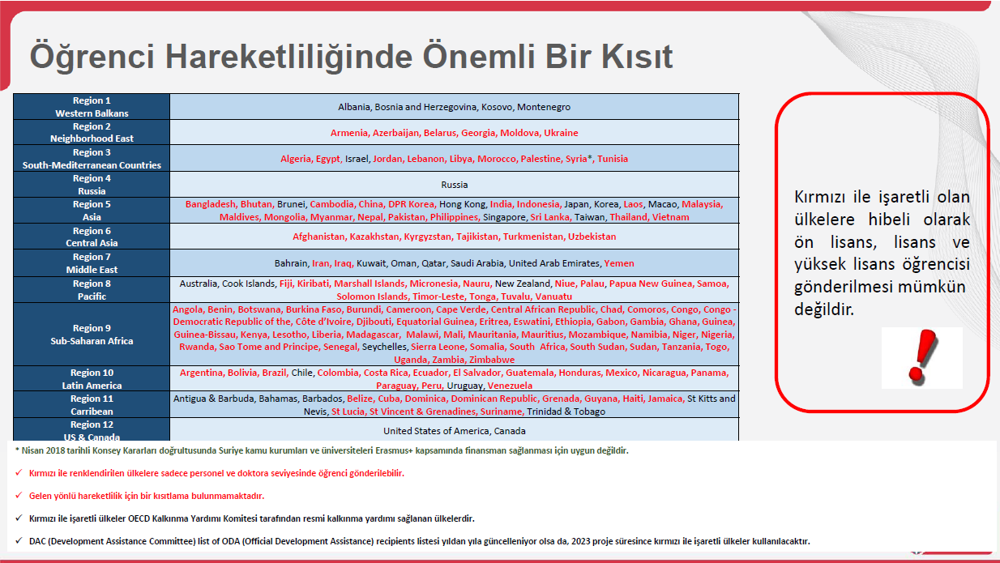 Öğrenci Hareketliliğinde Önemli Bir Kısıt
Region 1
Western Balkans
Albania, Bosnia and Herzegovina, Kosovo, Montenegro
Region 2
Neighborhood East
Armenia, Azerbaijan, Belarus, Georgia, Moldova, Ukraine
Region 3
South-Mediterranean Countries
Algeria, Egypt, Israel, Jordan, Lebanon, Libya, Morocco, Palestine, Syria*, Tunisia
Region 4
Russia
Russia
Region 5
Asia
Bangladesh, Bhutan, Brunei, Cambodia, China, DPR Korea, Hong Kong, India, Indonesia, Japan, Korea, Laos, Macao, Malaysia,
Maldives, Mongolia, Myanmar, Nepal, Pakistan, Philippines, Singapore, Sri Lanka, Taiwan, Thailand, Vietnam
Region 6
Central Asia
Afghanistan, Kazakhstan, Kyrgyzstan, Tajikistan, Turkmenistan, Uzbekistan
Region 7
Middle East
Bahrain, Iran, Iraq, Kuwait, Oman, Qatar, Saudi Arabia, United Arab Emirates, Yemen
Region 8
Pacific
Australia, Cook Islands, Fiji, Kiribati, Marshall Islands, Micronesia, Nauru, New Zealand, Niue, Palau, Papua New Guinea, Samoa,
Solomon Islands, Timor-Leste, Tonga, Tuvalu, Vanuatu
Region 9
Sub-Saharan Africa
Angola, Benin, Botswana, Burkina Faso, Burundi, Cameroon, Cape Verde, Central African Republic, Chad, Comoros, Congo, Congo -
Democratic Republic of the, Côte d’Ivoire, Djibouti, Equatorial Guinea, Eritrea, Eswatini, Ethiopia, Gabon, Gambia, Ghana, Guinea,
Guinea-Bissau, Kenya, Lesotho, Liberia, Madagascar, Malawi, Mali, Mauritania, Mauritius, Mozambique, Namibia, Niger, Nigeria,
Rwanda, Sao Tome and Principe, Senegal, Seychelles, Sierra Leone, Somalia, South Africa, South Sudan, Sudan, Tanzania, Togo,
Uganda, Zambia, Zimbabwe
Region 10
Latin America
Argentina, Bolivia, Brazil, Chile, Colombia, Costa Rica, Ecuador, El Salvador, Guatemala, Honduras, Mexico, Nicaragua, Panama,
Paraguay, Peru, Uruguay, Venezuela
Region 11
Carribean
Antigua & Barbuda, Bahamas, Barbados, Belize, Cuba, Dominica, Dominican Republic, Grenada, Guyana, Haiti, Jamaica, St Kitts and
Nevis, St Lucia, St Vincent & Grenadines, Suriname, Trinidad & Tobago
Region 12
US & Canada
United States of America, Canada
Kırmızı ile işaretli olan
ülkelere hibeli olarak
ön lisans, lisans ve
yüksek lisans öğrencisi
gönderilmesi mümkün
değildir.
* Nisan 2018 tarihli Konsey Kararları doğrultusunda Suriye kamu kurumları ve üniversiteleri Erasmus+ kapsamında finansman sağlanması için uygun değildir.
✓ Kırmızı ile renklendirilen ülkelere sadece personel ve doktora seviyesinde öğrenci gönderilebilir.
✓ Gelen yönlü hareketlilik için bir kısıtlama bulunmamaktadır.
✓ Kırmızı ile işaretli ülkeler OECD Kalkınma Yardımı Komitesi tarafından resmi kalkınma yardımı sağlanan ülkelerdir.
✓ DAC (Development Assistance Committee) list of ODA (Official Development Assistance) recipients listesi yıldan yıla güncelleniyor olsa da, 2023 proje süresince kırmızı ile işaretli ülkeler kullanılacaktır.